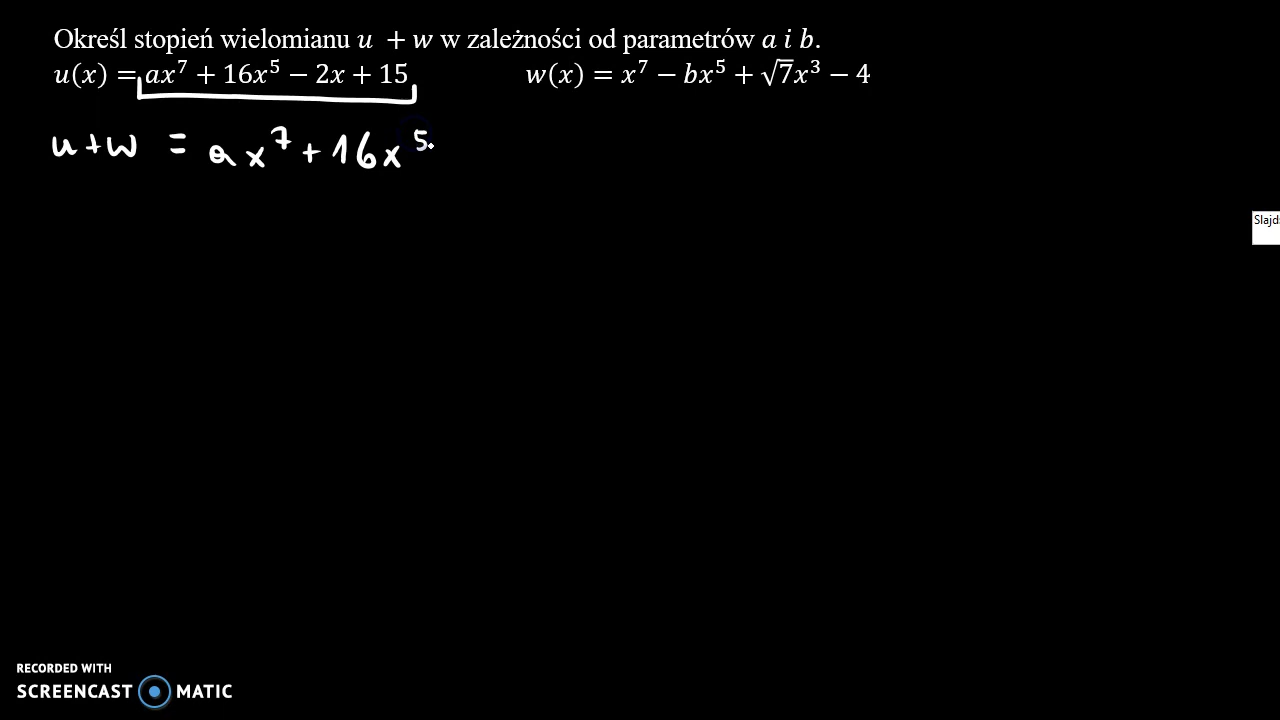 Określ stopień wielomianu u + w w zależności od parametrów a i b.
u(x) = ax⁷ + 16x⁵ − 2x + 15 w(x) = x⁷ − bx⁵ + √7x³ − 4
u+w = ax⁷ + 16x⁵
Slajd
RECORDED WITH
SCREENCAST MATIC